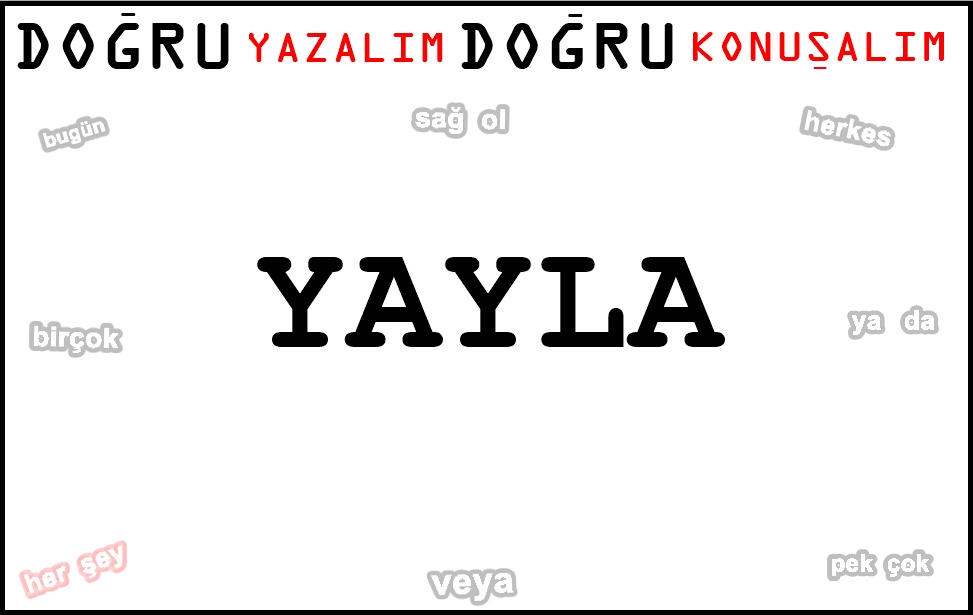 DOĞRU YAZALIM DOĞRU KONUŞALIM
bugün
sağ ol
herkes
YAYLA
birçok
ya da
her şey
veya
pek çok